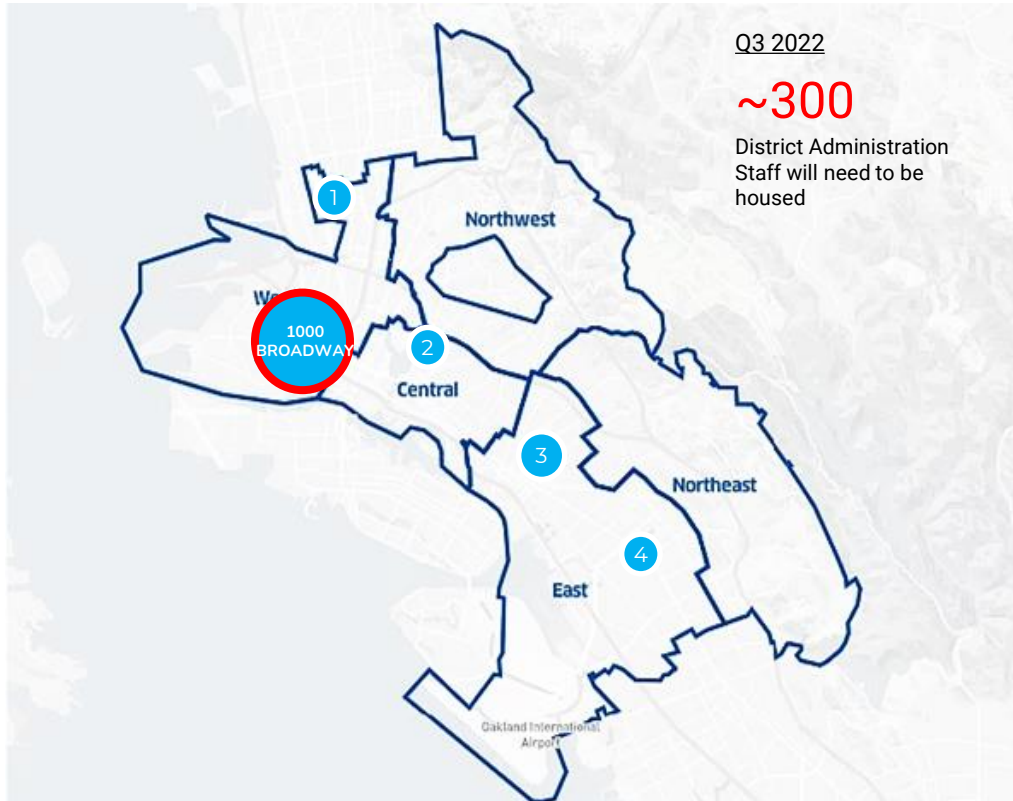 Q3 2022
~300
District Administration
Staff will need to be
housed
1
Northwest
We
1000
BROADWAY
2
Central
3
Northeast
4
East
Oakland International
Airport